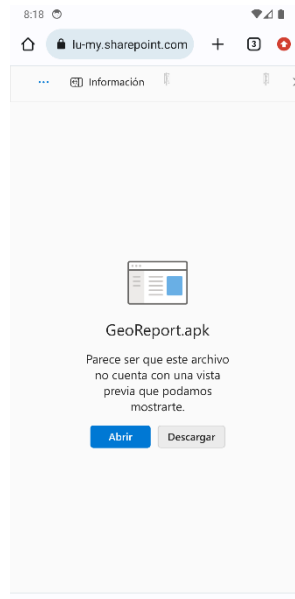 8:18
lu-my.sharepoint.com
3
Información
GeoReport.apk
Parece ser que este archivo
no cuenta con una vista
previa que podamos
mostrarte.
Abrir
Descargar